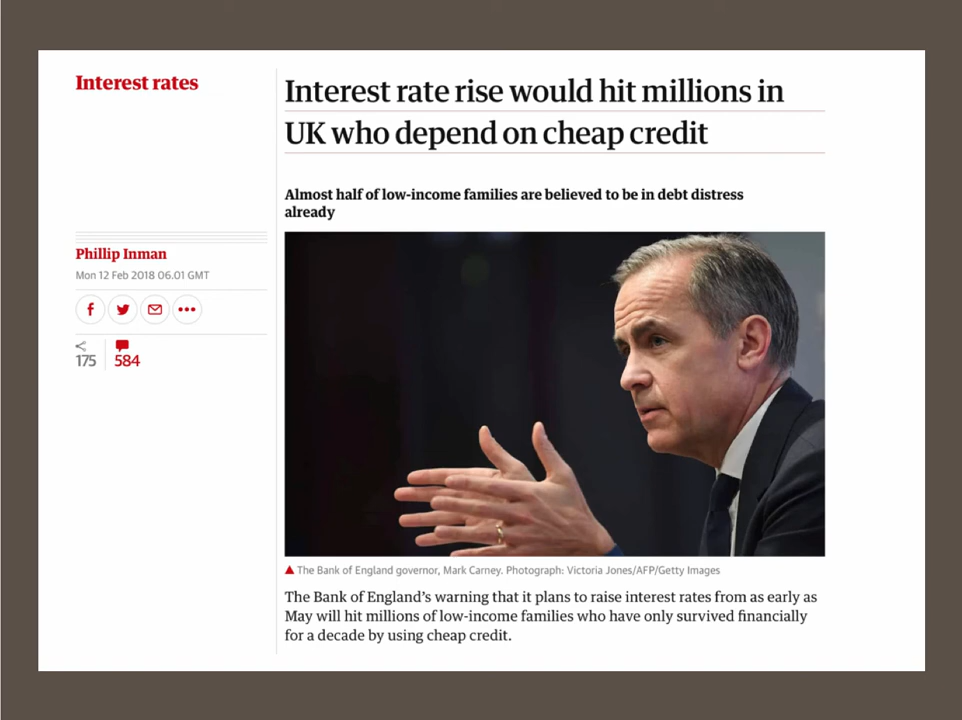 Interest rates
Interest rate rise would hit millions in
UK who depend on cheap credit
Almost half of low-income families are believed to be in debt distress
already
Phillip Inman
Mon 12 Feb 2018 06.01 GMT
175
584
The Bank of England governor, Mark Carney. Photograph: Victoria Jones/AFP/Getty Images
The Bank of England’s warning that it plans to raise interest rates from as early as
May will hit millions of low-income families who have only survived financially
for a decade by using cheap credit.